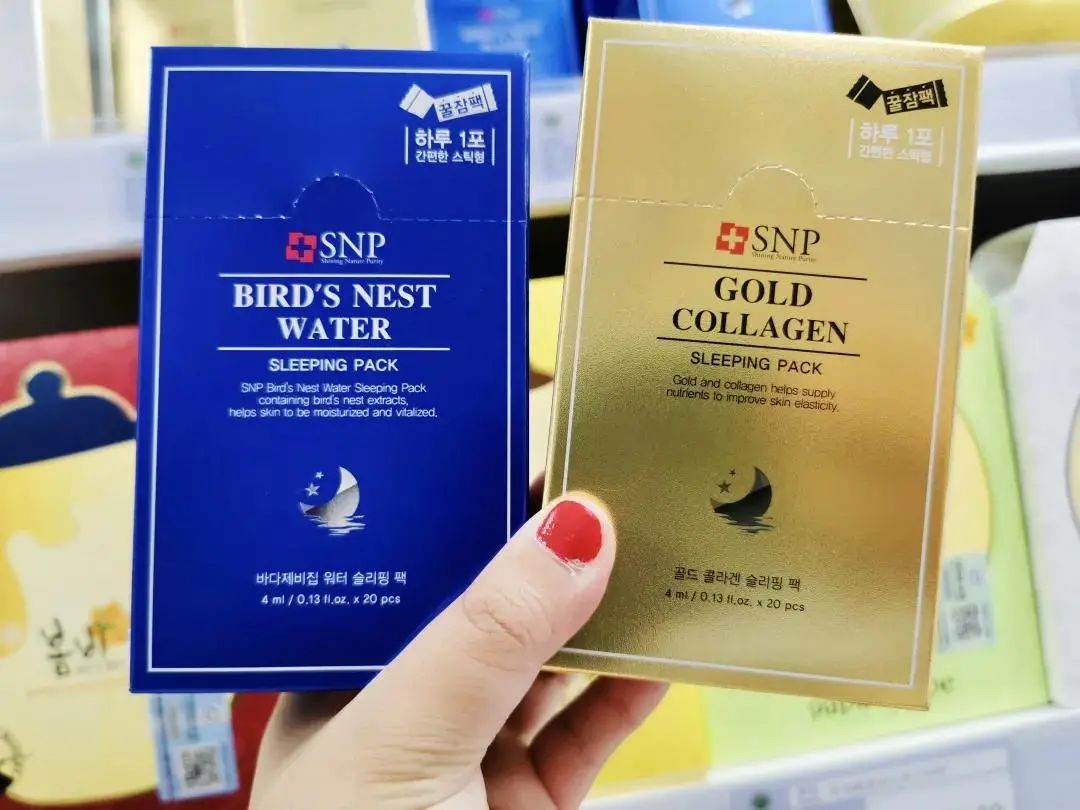 꿀잠팩
하루 1포
간편한 스틱형
SNP
Shining Nature Purity
BIRD'S NEST
WATER
SLEEPING PACK
SNP Bird's Nest Water Sleeping Pack
containing bird's nest extracts,
helps skin to be moisturized and vitalized.
바다제비집 워터 슬리핑 팩
4 ml / 0.13 fl.oz. x 20 pcs
꿀잠팩
하루 1포
간편한 스틱형
SNP
Shining Nature Purity
GOLD
COLLAGEN
SLEEPING PACK
Gold and collagen helps supply
nutrients to improve skin elasticity.
골드 콜라겐 슬리핑 팩
4 ml / 0.13 fl.oz. x 20 pcs